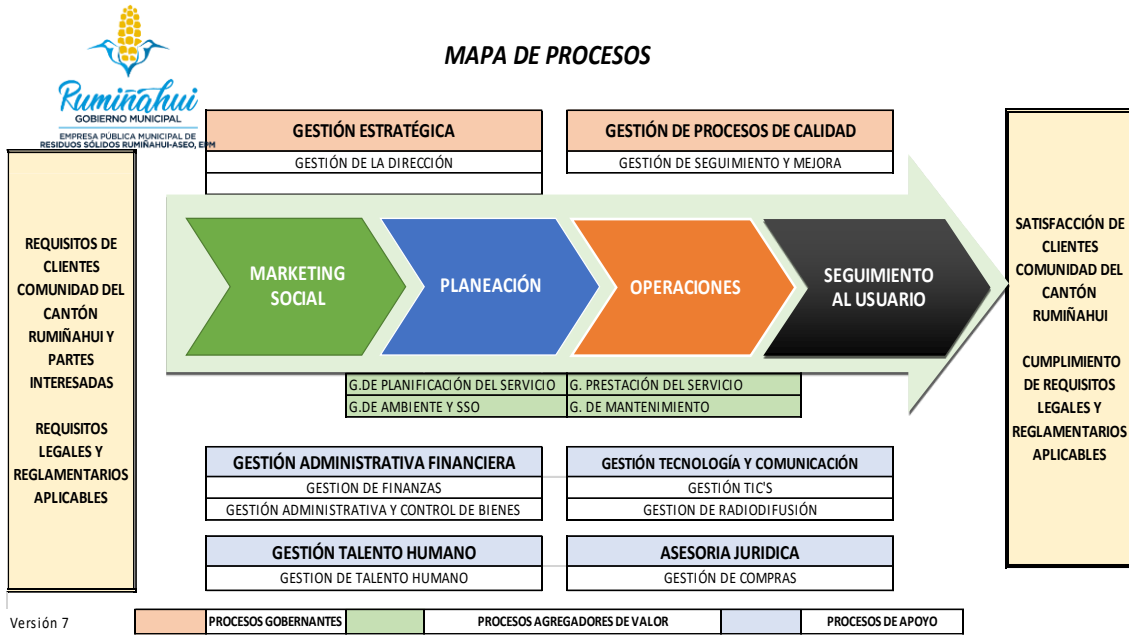 MAPA DE PROCESOS
Rumiñahui
GOBIERNO MUNICIPAL
EMPRESA PÚBLICA MUNICIPAL DE
RESIDUOS SÓLIDOS RUMIÑAHUI-ASEO, EPM
GESTIÓN ESTRATÉGICA
GESTIÓN DE LA DIRECCIÓN
GESTIÓN DE PROCESOS DE CALIDAD
GESTIÓN DE SEGUIMIENTO Y MEJORA
REQUISITOS DE
CLIENTES
COMUNIDAD DEL
CANTÓN
RUMIÑAHUI Y
PARTES
INTERESADAS
REQUISITOS
LEGALES Y
REGLAMENTARIOS
APLICABLES
MARKETING
SOCIAL
PLANEACIÓN
OPERACIONES
SEGUIMIENTO
AL USUARIO
SATISFACCIÓN DE
CLIENTES
COMUNIDAD DEL
CANTÓN
RUMIÑAHUI
CUMPLIMIENTO
DE REQUISITOS
LEGALES Y
REGLAMENTARIOS
APLICABLES
G.DE PLANIFICACIÓN DEL SERVICIO
G. PRESTACIÓN DEL SERVICIO
G.DE AMBIENTE Y SSO
G. DE MANTENIMIENTO
GESTIÓN ADMINISTRATIVA FINANCIERA
GESTION DE FINANZAS
GESTIÓN ADMINISTRATIVA Y CONTROL DE BIENES
GESTIÓN TECNOLOGÍA Y COMUNICACIÓN
GESTIÓN TIC'S
GESTION DE RADIODIFUSIÓN
GESTIÓN TALENTO HUMANO
GESTION DE TALENTO HUMANO
ASESORIA JURIDICA
GESTIÓN DE COMPRAS
Versión 7
PROCESOS GOBERNANTES
PROCESOS AGREGADORES DE VALOR
PROCESOS DE APOYO